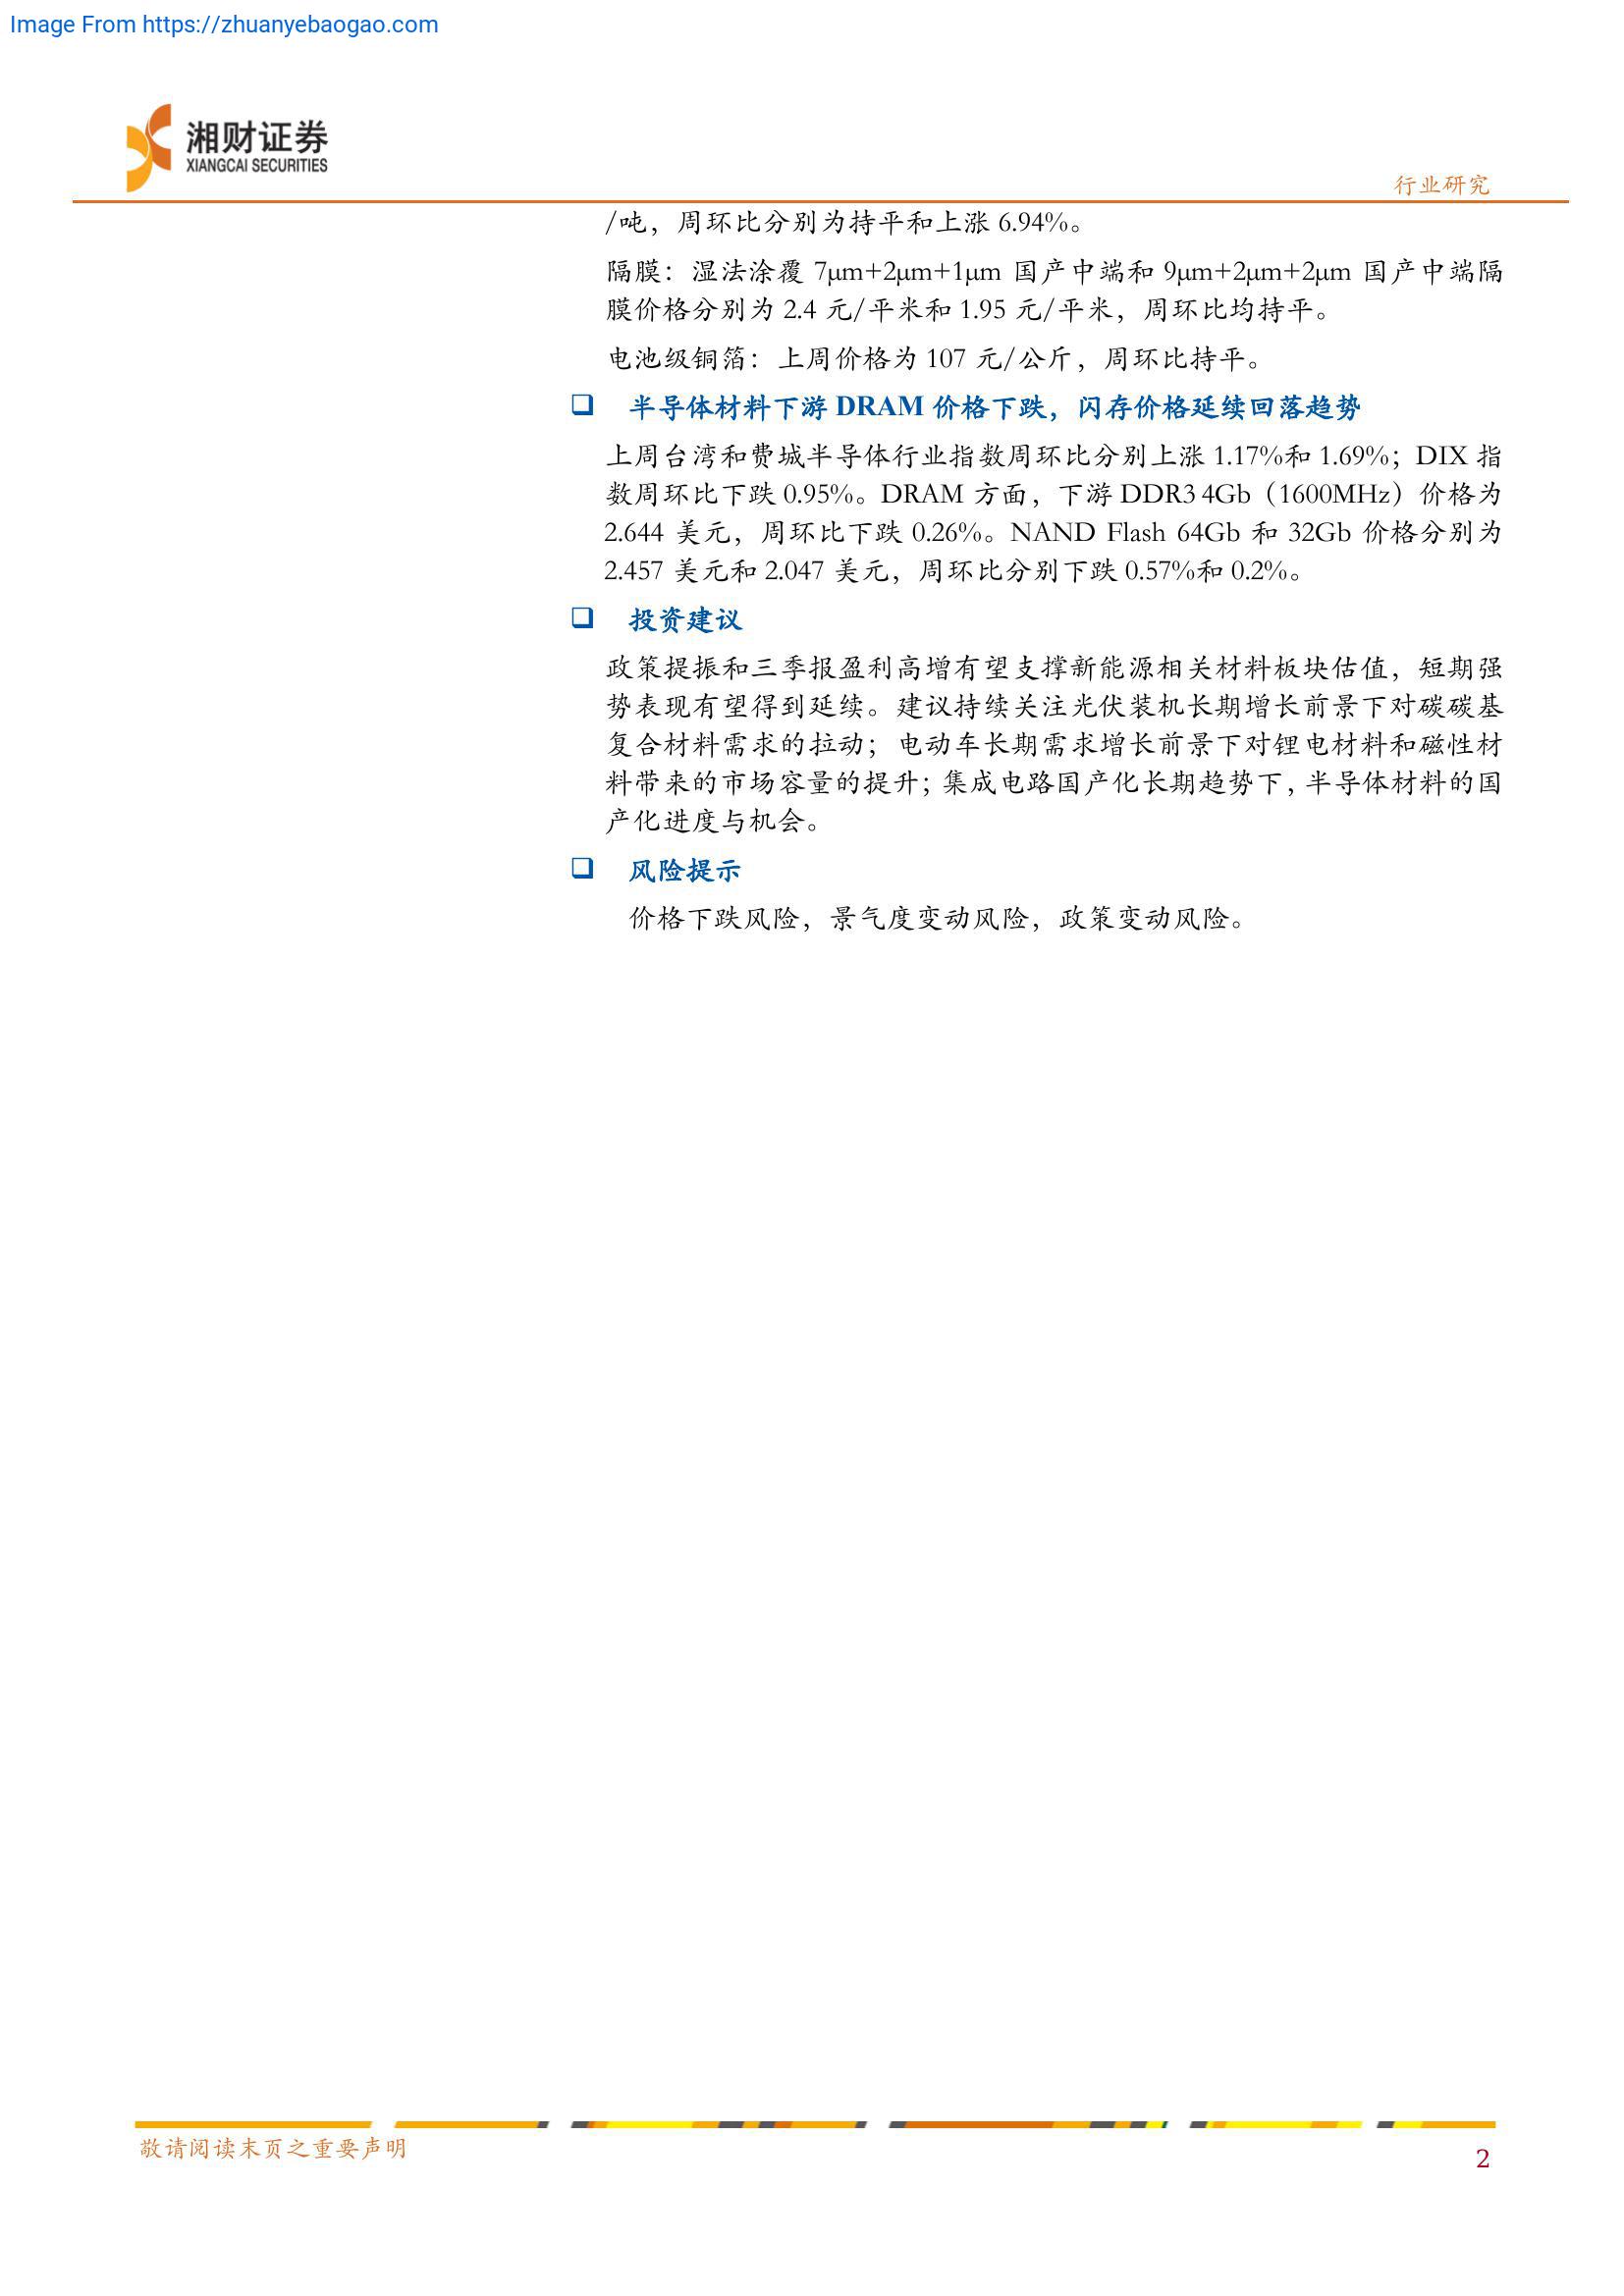 Image From https://zhuanyebaogao.com
湘财证券
XIANGCAI SECURITIES
行业研究
/吨，周环比分别为持平和上涨 6.94%。
隔膜：湿法涂覆 7μm+2μm+1μm 国产中端和 9μm+2μm+2μm 国产中端隔
膜价格分别为 2.4 元/平米和 1.95 元/平米，周环比均持平。
电池级铜箔：上周价格为 107 元/公斤，周环比持平。
❑ 半导体材料下游 DRAM 价格下跌，闪存价格延续回落趋势
上周台湾和费城半导体行业指数周环比分别上涨 1.17%和 1.69%；DIX 指
数周环比下跌 0.95%。DRAM 方面，下游 DDR3 4Gb（1600MHz）价格为
2.644 美元，周环比下跌 0.26%。NAND Flash 64Gb 和 32Gb 价格分别为
2.457 美元和 2.047 美元，周环比分别下跌 0.57%和 0.2%。
❑ 投资建议
政策提振和三季报盈利高增有望支撑新能源相关材料板块估值，短期强
势表现有望得到延续。建议持续关注光伏装机长期增长前景下对碳碳基
复合材料需求的拉动；电动车长期需求增长前景下对锂电材料和磁性材
料带来的市场容量的提升；集成电路国产化长期趋势下，半导体材料的国
产化进度与机会。
❑ 风险提示
价格下跌风险，景气度变动风险，政策变动风险。
敬请阅读末页之重要声明
2